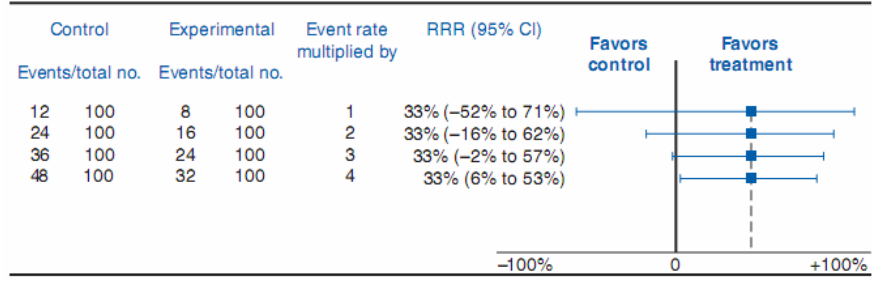 Control Experimental Event rate multiplied by RRR (95% CI) Favors control Favors treatment
Events/total no. Events/total no.
12 100 8 100 1 33% (–52% to 71%)
24 100 16 100 2 33% (–16% to 62%)
36 100 24 100 3 33% (–2% to 57%)
48 100 32 100 4 33% (6% to 53%)
–100% 0 +100%